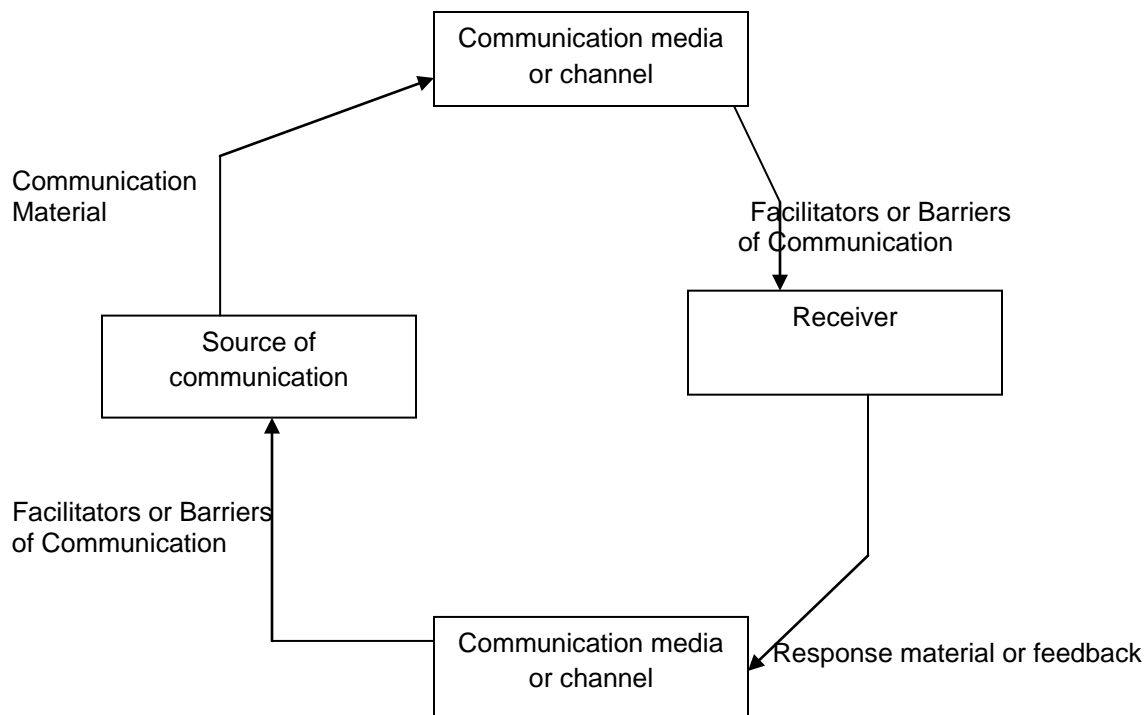 Communication media
or channel
Communication
Material
Facilitators or Barriers
of Communication
Receiver
Source of
communication
Facilitators or Barriers
of Communication
Communication media
or channel
Response material or feedback